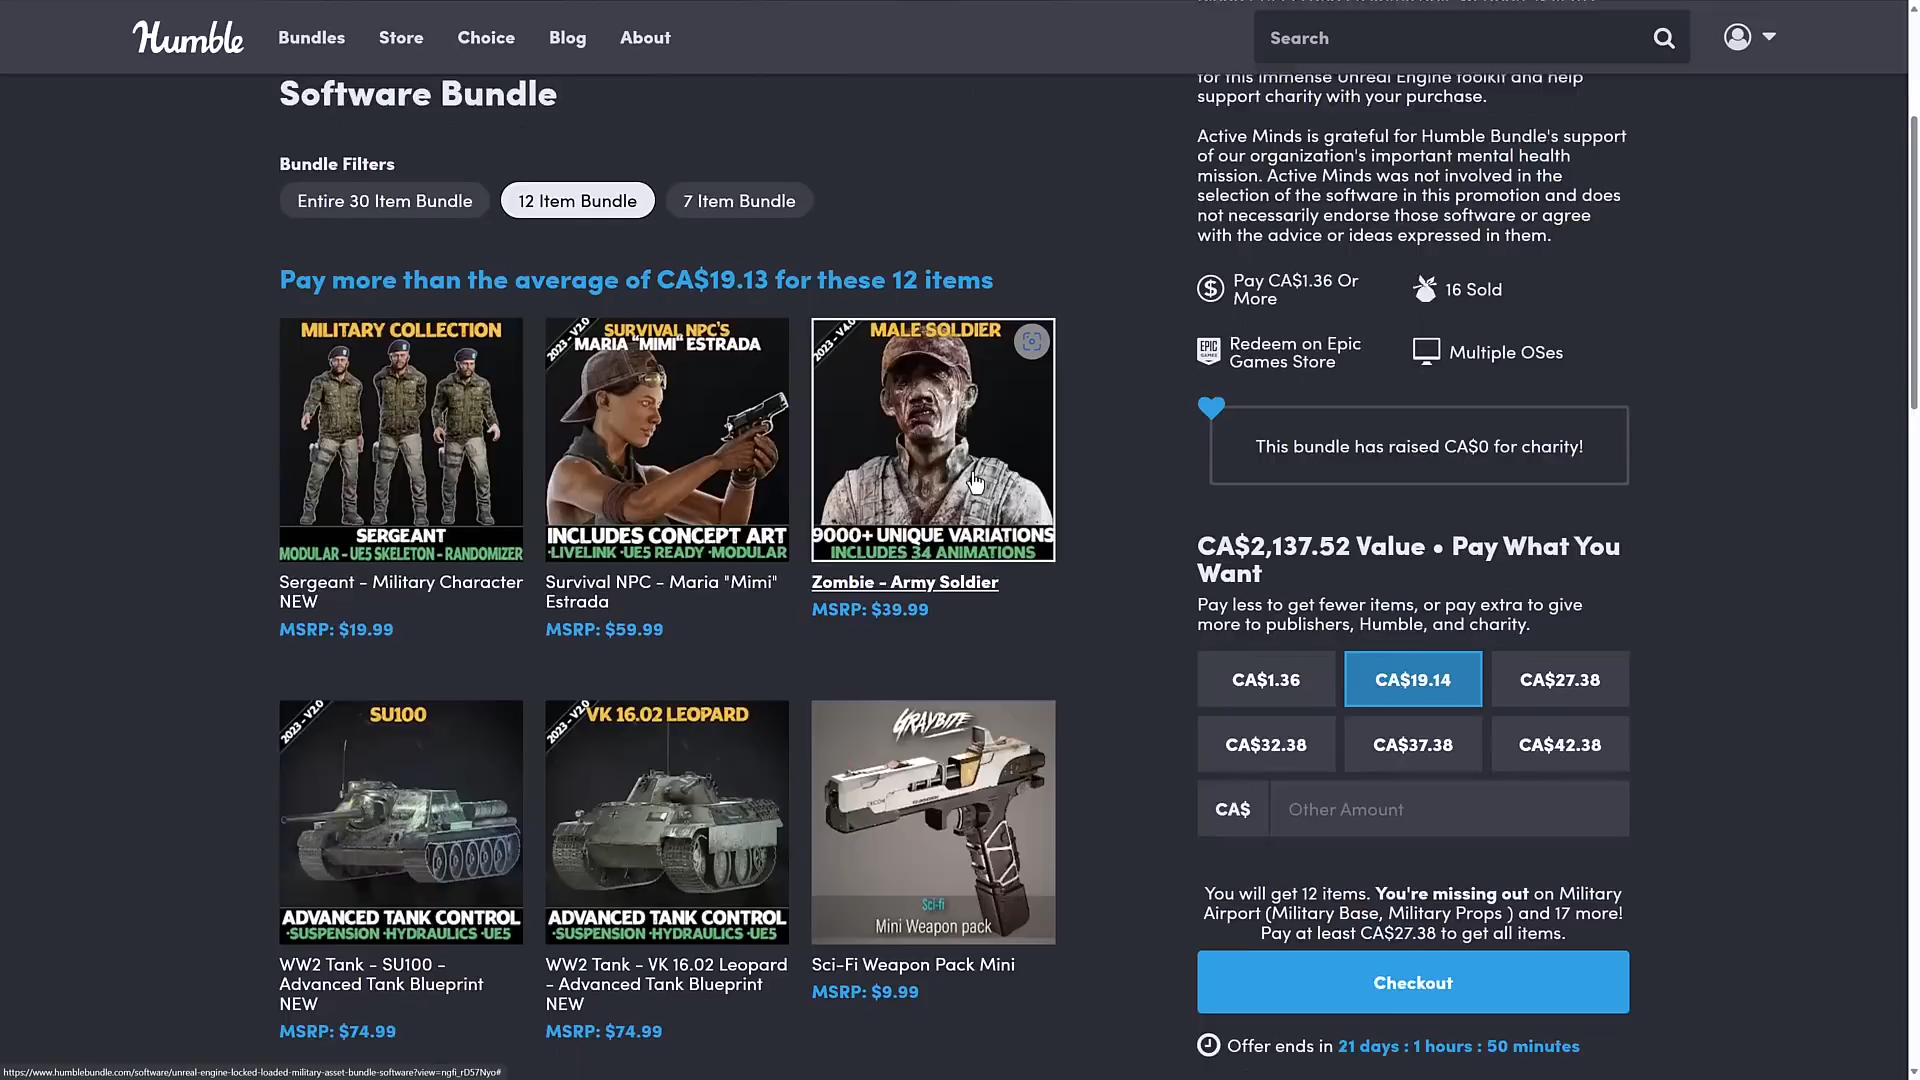 Humble
Bundles
Store
Choice
Blog
About
Search
Software Bundle
Bundle Filters
Entire 30 Item Bundle
12 Item Bundle
7 Item Bundle
Pay more than the average of CA$19.13 for these 12 items
MILITARY COLLECTION
SERGEANT
MODULAR - UE5 SKELETON - RANDOMIZER
Sergeant - Military Character
NEW
MSRP: $19.99
2023 - V2.0
SURVIVAL NPC'S
MARIA "MIMI" ESTRADA
INCLUDES CONCEPT ART
·LIVELINK ·UE5 READY ·MODULAR
Survival NPC - Maria "Mimi"
Estrada
MSRP: $59.99
2023 - V4.0
MALE SOLDIER
9000+ UNIQUE VARIATIONS
INCLUDES 34 ANIMATIONS
Zombie - Army Soldier
MSRP: $39.99
2023 - V2.0
SU100
ADVANCED TANK CONTROL
·SUSPENSION ·HYDRAULICS ·UE5
WW2 Tank - SU100 -
Advanced Tank Blueprint
NEW
MSRP: $74.99
2023 - V2.0
VK 16.02 LEOPARD
ADVANCED TANK CONTROL
·SUSPENSION ·HYDRAULICS ·UE5
WW2 Tank - VK 16.02 Leopard
- Advanced Tank Blueprint
NEW
MSRP: $74.99
GRAYBITE
Sci-fi
Mini Weapon pack
Sci-Fi Weapon Pack Mini
MSRP: $9.99
for this immense Unreal Engine toolkit and help
support charity with your purchase.
Active Minds is grateful for Humble Bundle's support
of our organization's important mental health
mission. Active Minds was not involved in the
selection of the software in this promotion and does
not necessarily endorse those software or agree
with the advice or ideas expressed in them.
Pay CA$1.36 Or
More
16 Sold
EPIC
GAMES
Redeem on Epic
Games Store
Multiple OSes
This bundle has raised CA$0 for charity!
CA$2,137.52 Value • Pay What You
Want
Pay less to get fewer items, or pay extra to give
more to publishers, Humble, and charity.
CA$1.36
CA$19.14
CA$27.38
CA$32.38
CA$37.38
CA$42.38
CA$
Other Amount
You will get 12 items. You're missing out on Military
Airport (Military Base, Military Props ) and 17 more!
Pay at least CA$27.38 to get all items.
Checkout
Offer ends in 21 days : 1 hours : 50 minutes
https://www.humblebundle.com/software/unreal-engine-locked-loaded-military-asset-bundle-software?view=ngfi_rD57Nyo#